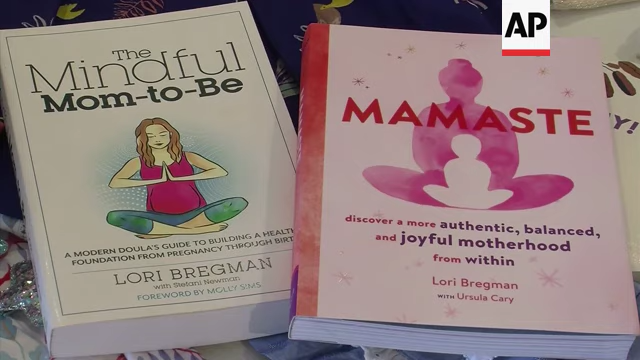 The
Mindful
Mom-to-Be
A MODERN DOULA'S GUIDE TO BUILDING A HEALTHY
FOUNDATION FROM PREGNANCY THROUGH BIRTH
LORI BREGMAN
with Stefani Newman
FOREWORD BY MOLLY SIMS
AP
MAMASTE
discover a more authentic, balanced,
and joyful motherhood
from within
Lori Bregman
WITH Ursula Cary